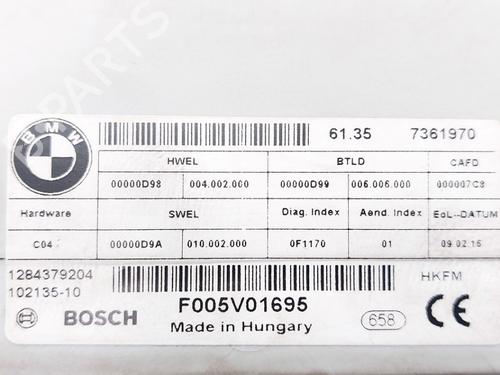 BMW
61.35 7361970
HWEL BTLD CAFD
00000D98 004.002.000 00000D99 006.006.000 000007C8
Hardware SWEL Diag. Index Aend. Index EoL-DATUM
C04 00000D9A 010.002.000 0F1170 01 09.02.15
1284379204 HKFM
102135-10 F005V01695
BOSCH Made in Hungary 658 CE